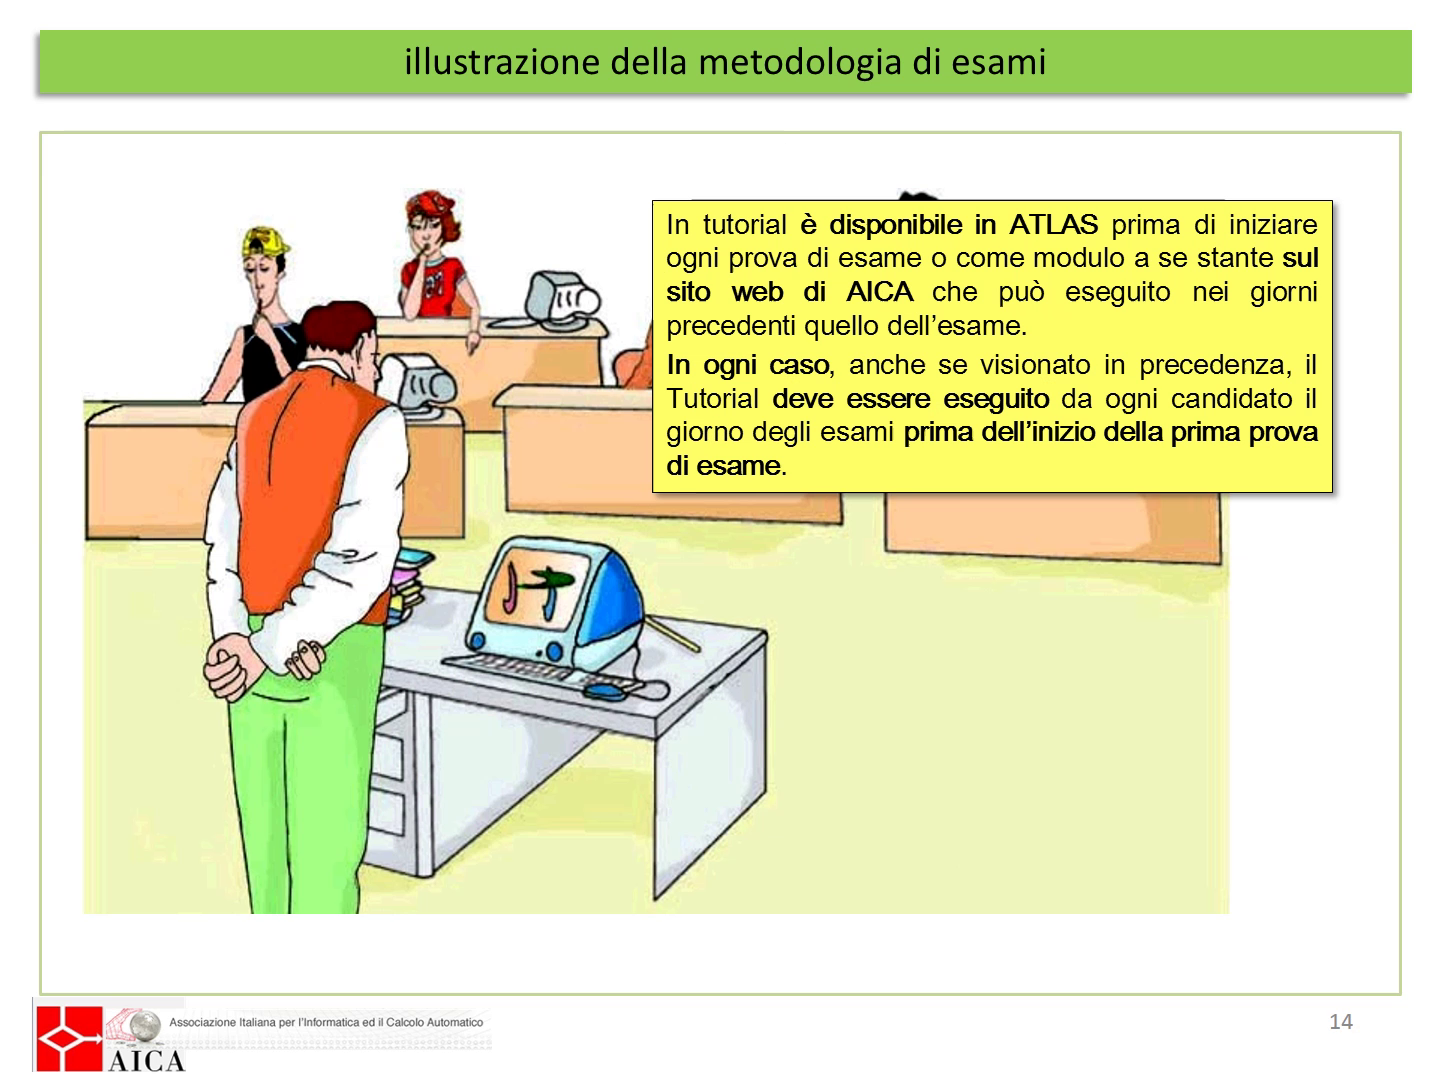 illustrazione della metodologia di esami
In tutorial è disponibile in ATLAS prima di iniziare
ogni prova di esame o come modulo a se stante sul
sito web di AICA che può eseguito nei giorni
precedenti quello dell’esame.
In ogni caso, anche se visionato in precedenza, il
Tutorial deve essere eseguito da ogni candidato il
giorno degli esami prima dell’inizio della prima prova
di esame.
Associazione Italiana per l'Informatica ed il Calcolo Automatico
AICA
14